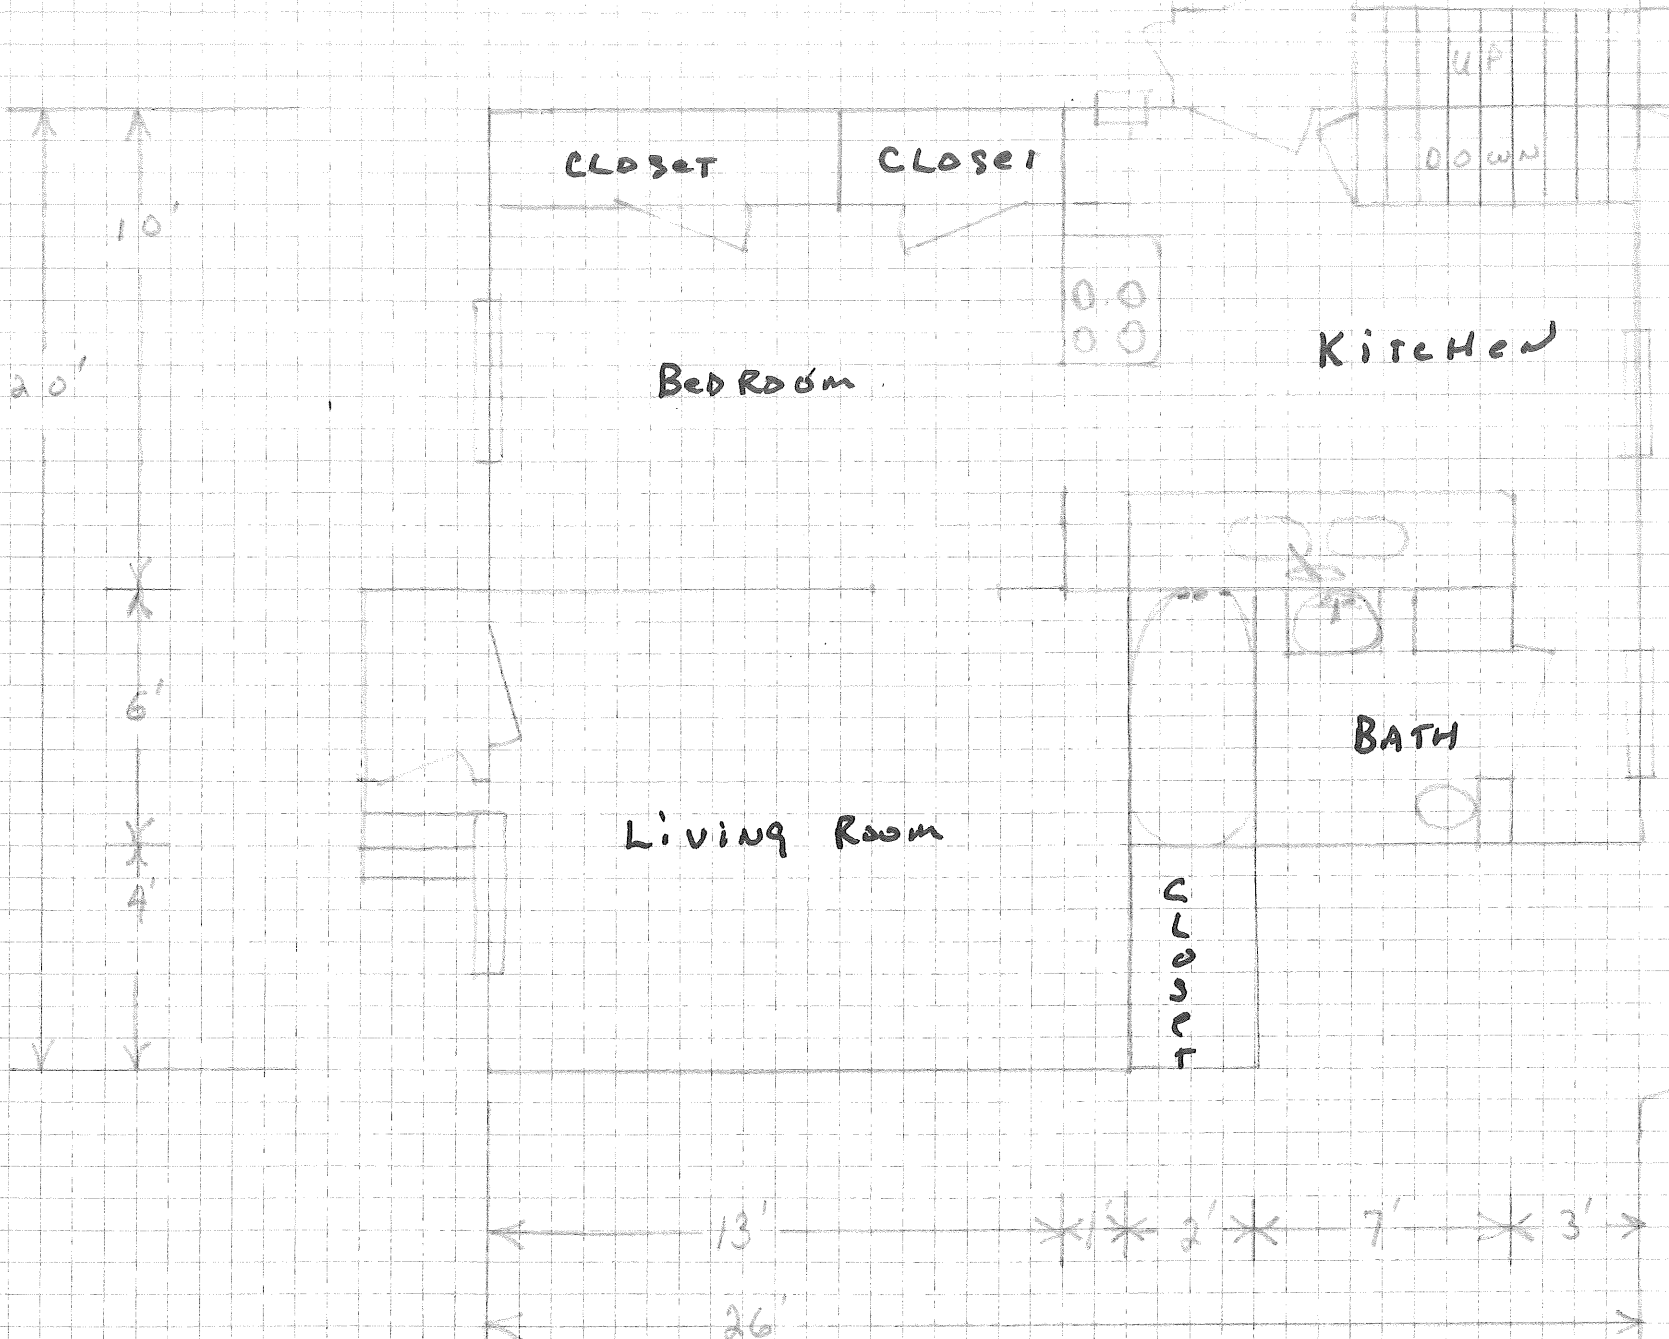 UP
CLOSeT
CLOSeT
DOWN
10'
20'
KiTCHeN
BeDROOm
6'
BATH
LiViNg ROOm
4'
CLOSeT
13'
1'
2'
7'
3'
26'